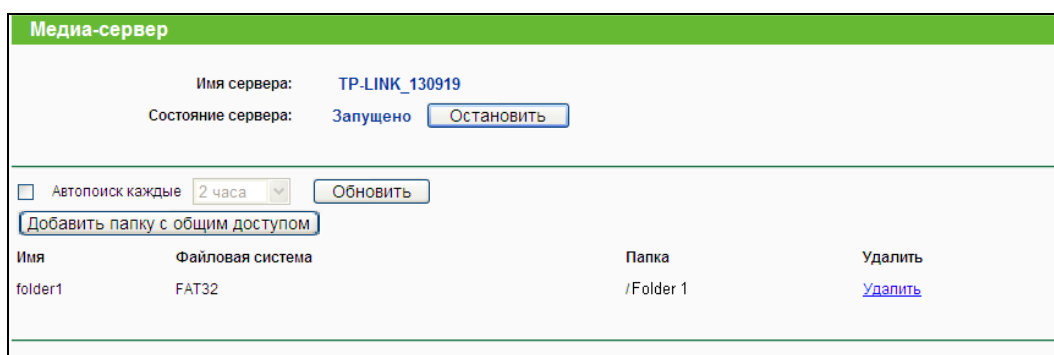 Медиа-сервер
Имя сервера: TP-LINK_130919
Состояние сервера: Запущено Остановить
Автопоиск каждые 2 часа Обновить
Добавить папку с общим доступом
Имя Файловая система Папка Удалить
folder1 FAT32 /Folder 1 Удалить